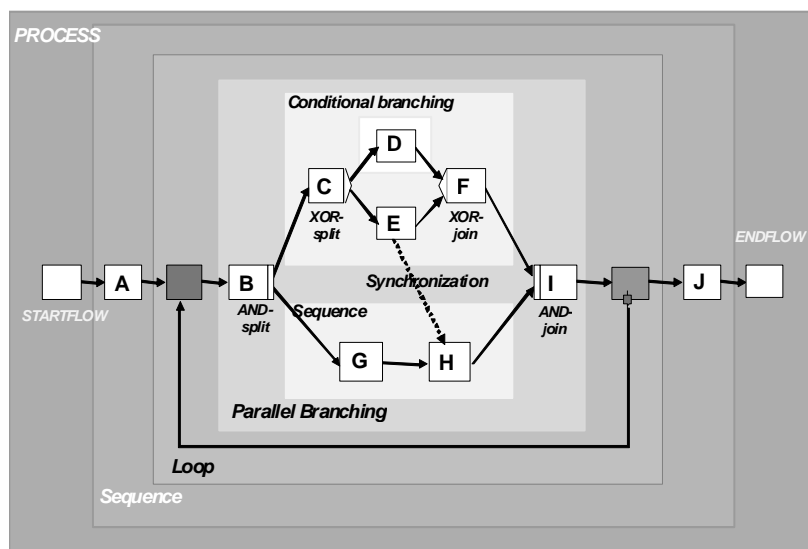 PROCESS
Conditional branching
D
C
F
XOR-
split
E
XOR-
join
ENDFLOW
Synchronization
A
B
I
J
STARTFLOW
AND-
split
Sequence
AND-
join
G
H
Parallel Branching
Loop
Sequence